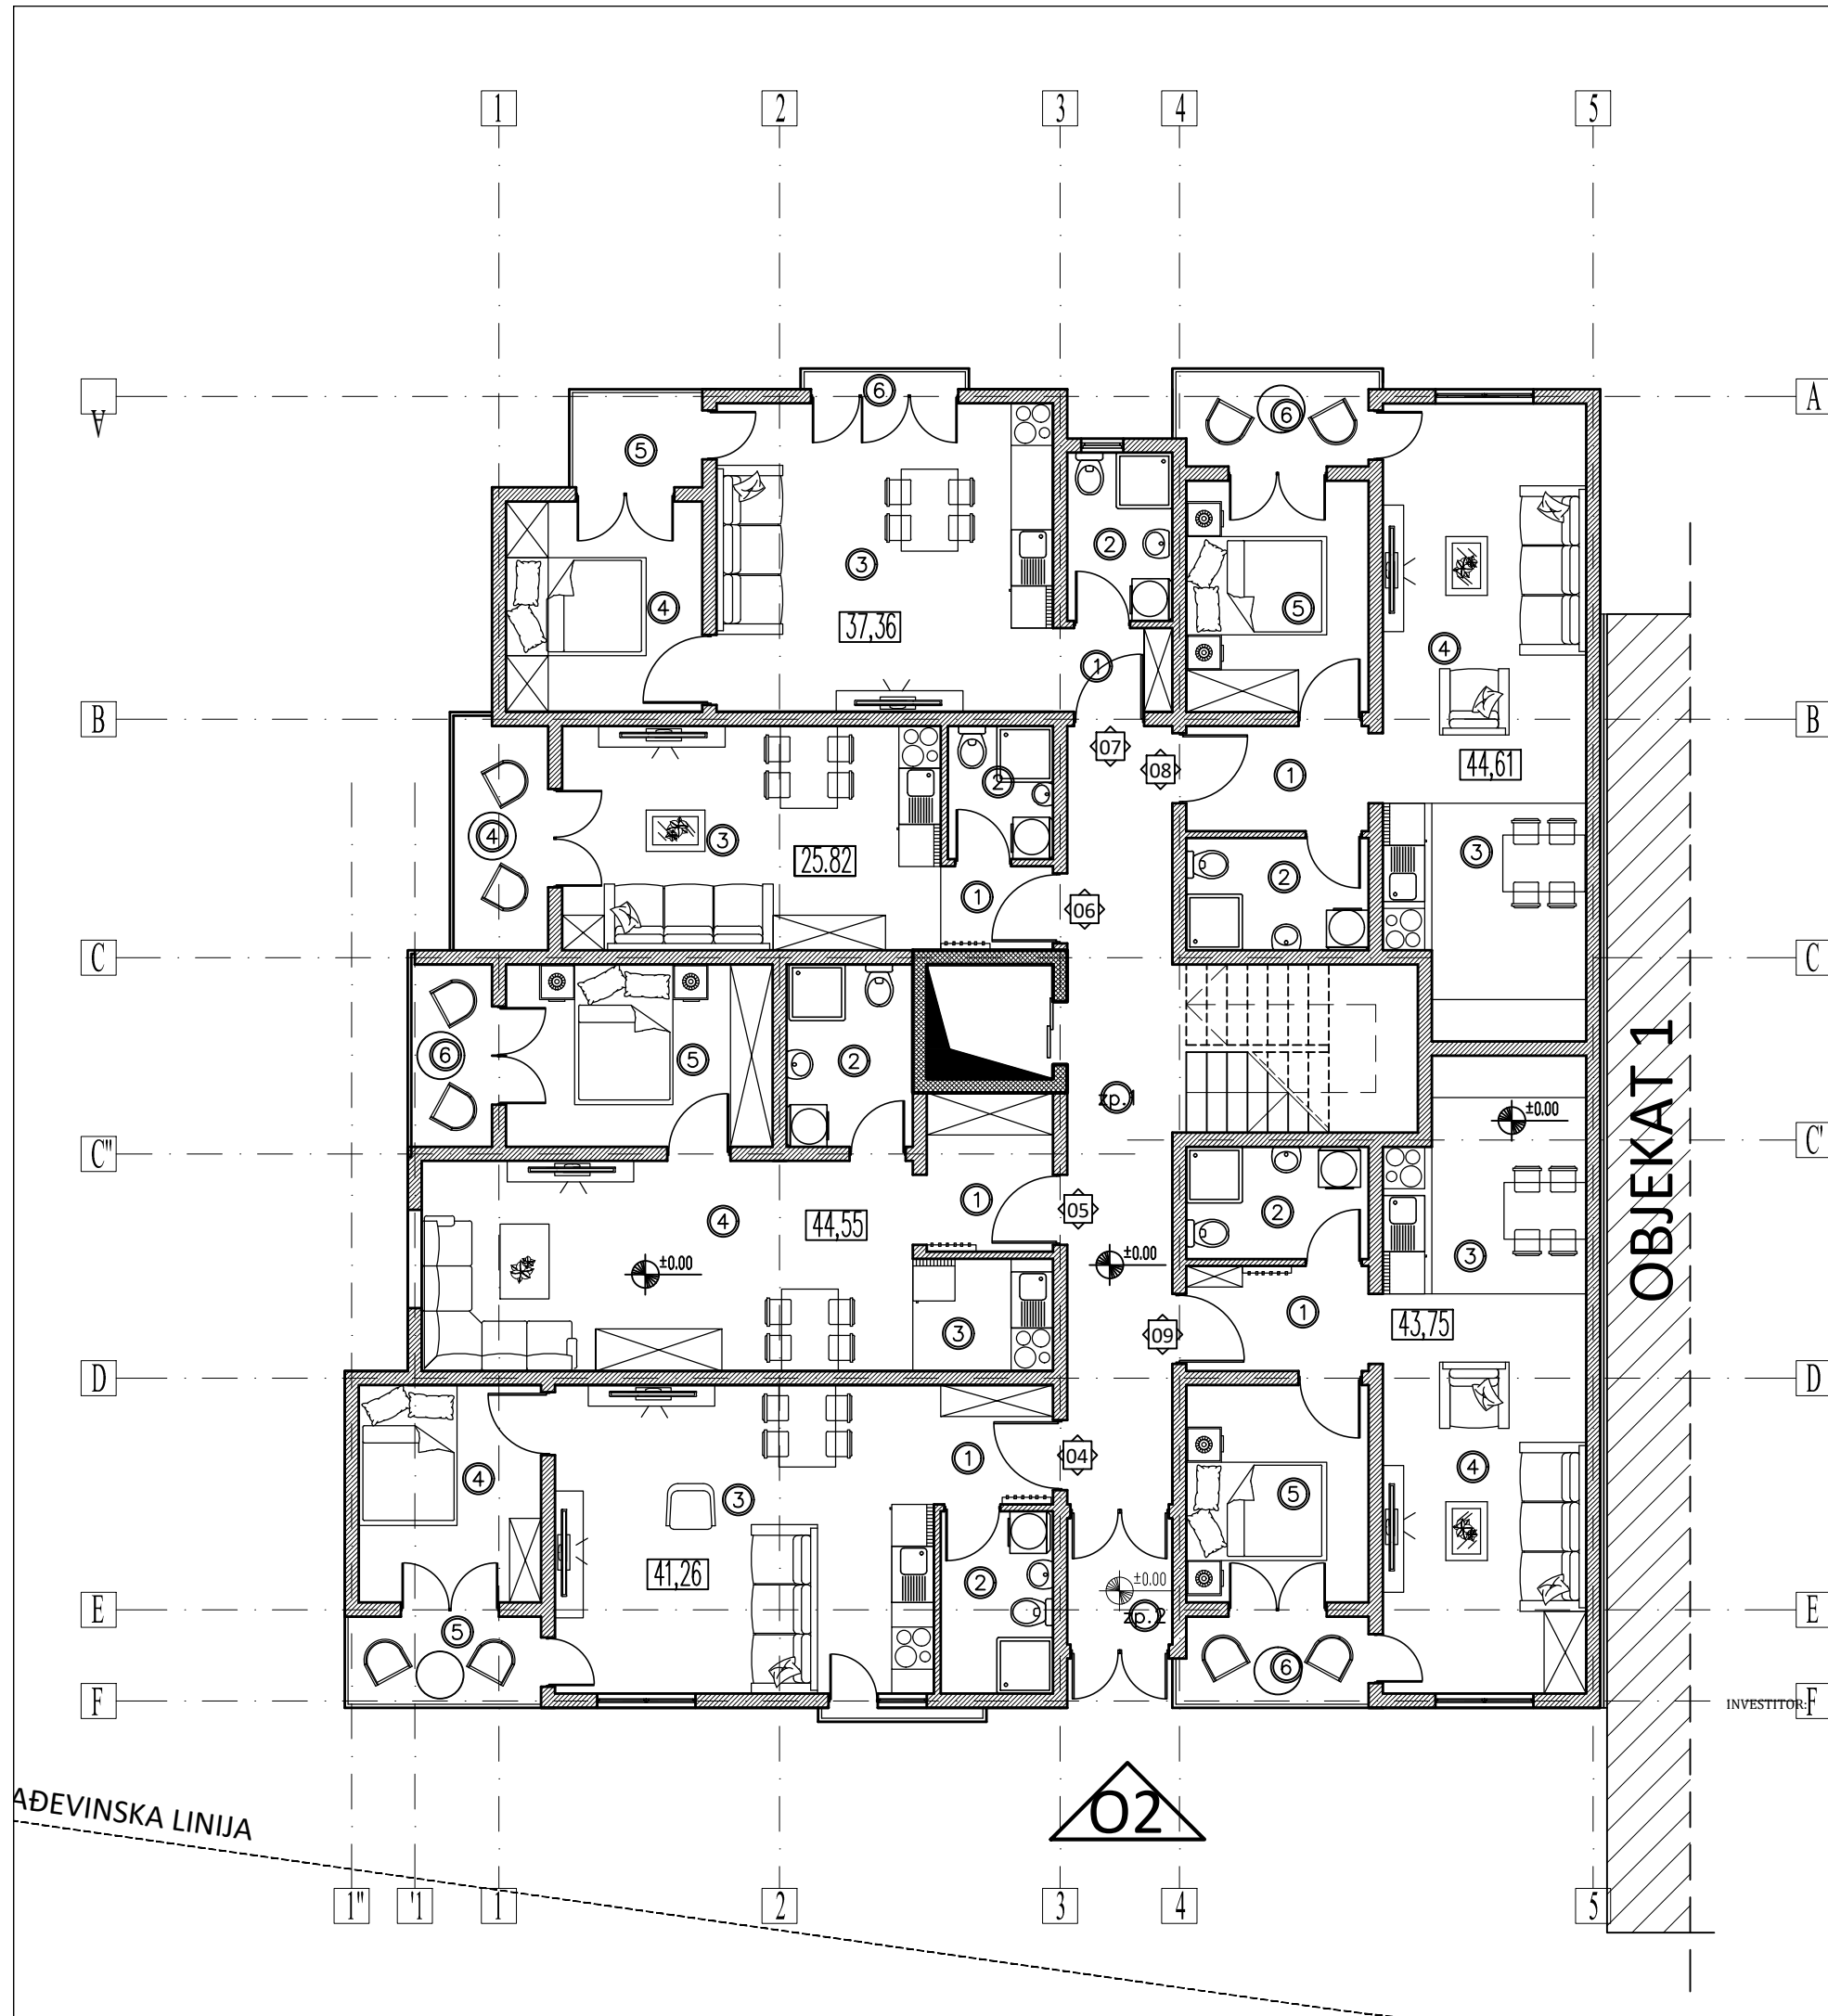 1 2 3 4 5
A A
6
5 6
2
3
4 5
37,36
4
1
B B
07
44,61
08 1
4 3 2
25.82
3
2
1
06
C C
6 5 2
zp.1
±0.00
C" C'
1
05
2
4 44,55
±0.00
±0.00
3
1
43,75
3 09
D D
04
1
4
4
3
5
41,26
2
±0.00
zp.2
E E
5
6
F INVESTITOR: F
OBJEKAT 1
O2
AĐEVINSKA LINIJA
1" '1 1 2 3 4 5